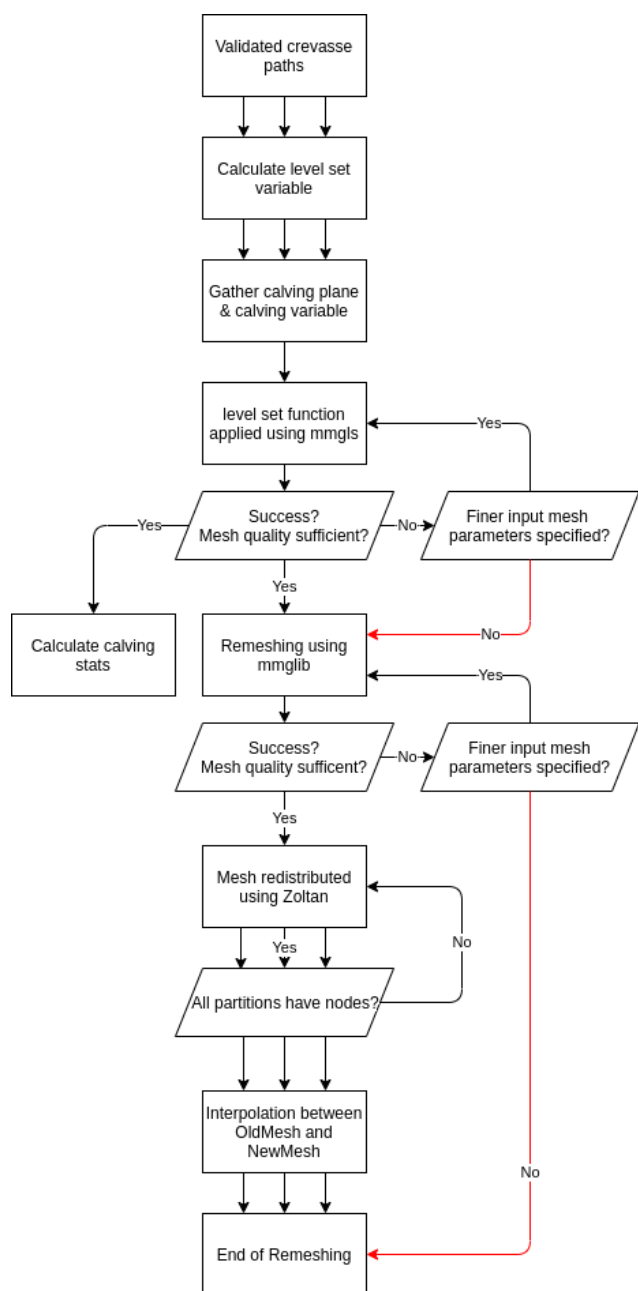 Validated crevasse
paths
Calculate level set
variable
Gather calving plane
& calving variable
level set function
applied using mmgls
Yes
Success?
Mesh quality sufficient?
Yes
No
Finer input mesh
parameters specified?
Yes
No
Calculate calving
stats
Remeshing using
mmglib
Yes
Success?
Mesh quality sufficent?
No
Finer input mesh
parameters specified?
Yes
Mesh redistributed
using Zoltan
Yes
No
All partitions have nodes?
Interpolation between
OldMesh and
NewMesh
No
End of Remeshing